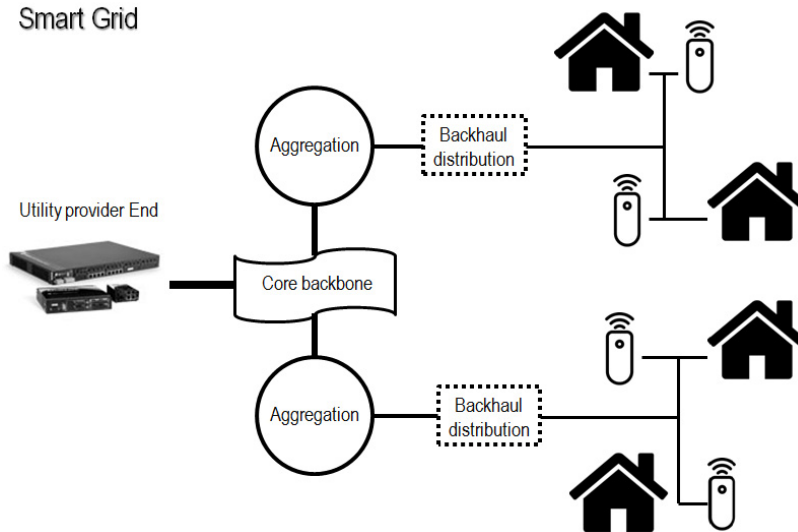 Smart Grid
Aggregation
Backhaul
distribution
Utility provider End
Core backbone
Aggregation
Backhaul
distribution